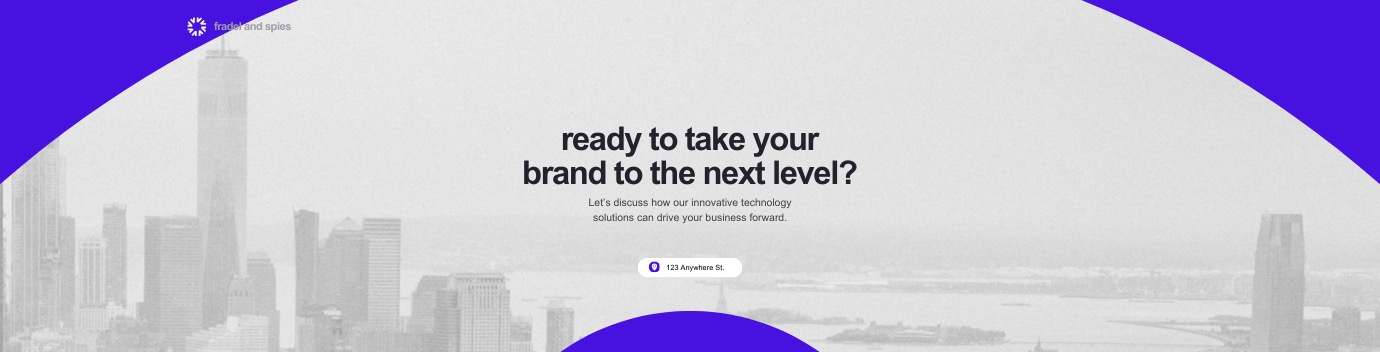 fradel and spies
ready to take your
brand to the next level?
Let's discuss how our innovative technology
solutions can drive your business forward.
123 Anywhere St.